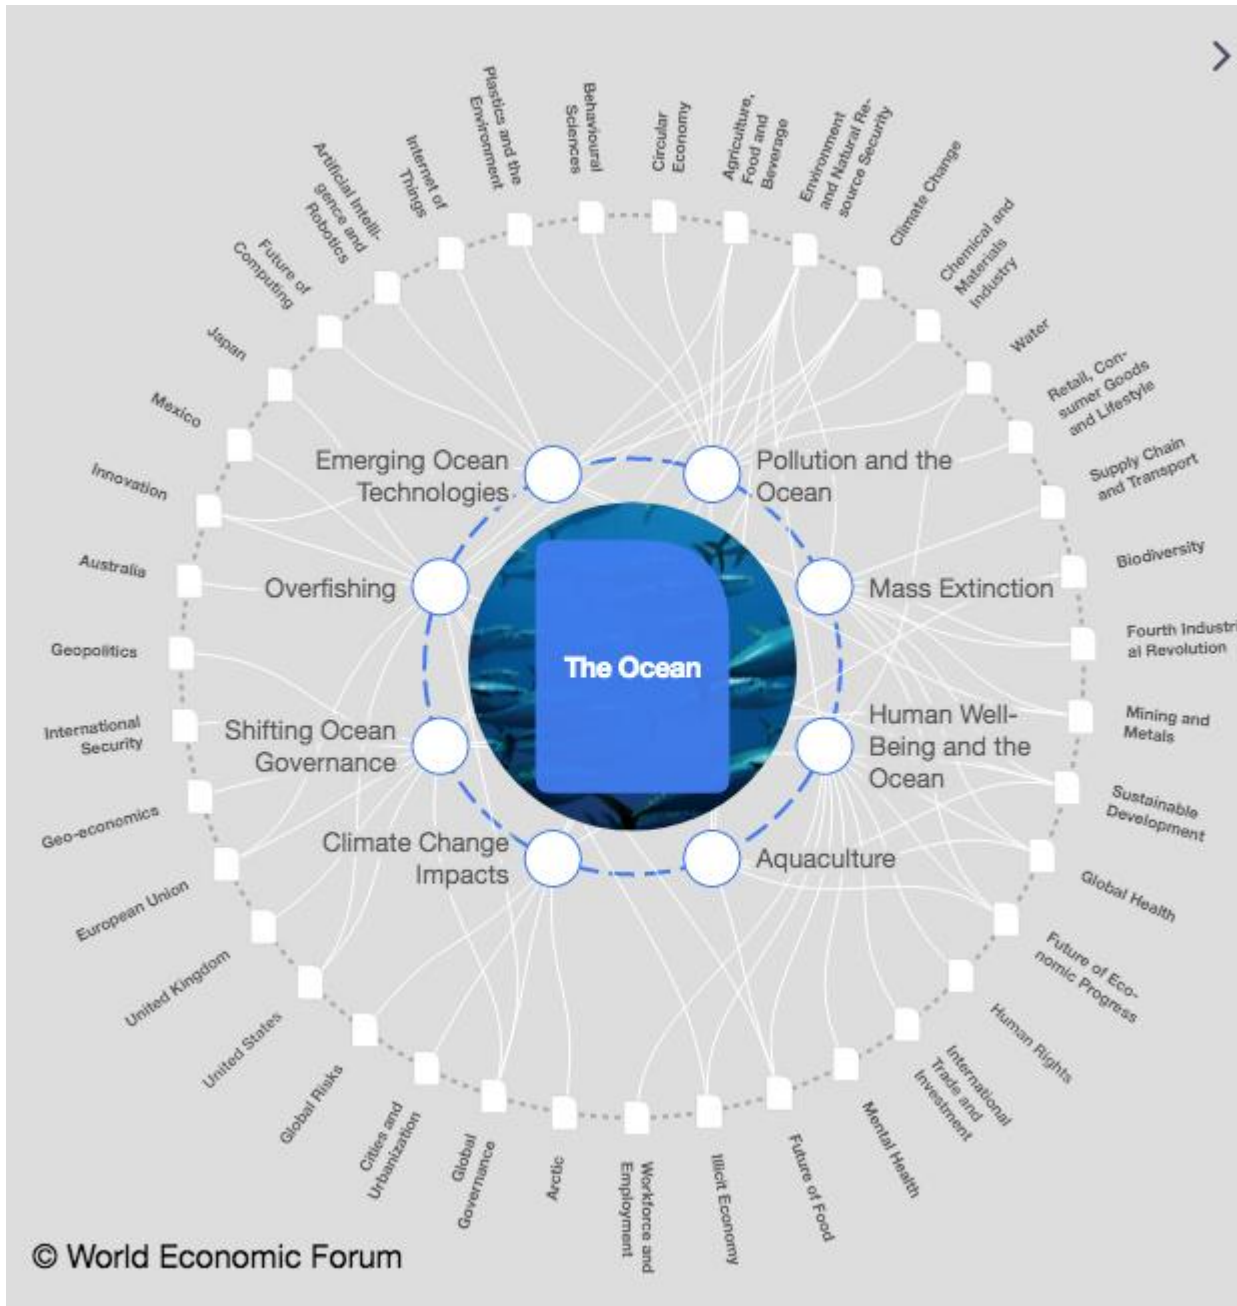 Plastics and the
Environment
Behavioural
Sciences
Circular
Economy
Agriculture,
Food and
Beverage
Environment
and Natural Re-
source Security
Climate Change
Chemical and
Materials
Industry
Water
Retail, Con-
sumer Goods
and Lifestyle
Supply Chain
and Transport
Biodiversity
Fourth Industri
al Revolution
Mining and
Metals
Sustainable
Development
Global Health
Future of Eco-
nomic Progress
Human Rights
International
Trade and
Investment
Mental Health
Future of Food
Illicit Economy
Workforce and
Employment
Arctic
Global
Governance
Cities and
Urbanization
Global Risks
United States
United Kingdom
European Union
Geo-economics
International
Security
Geopolitics
Australia
Innovation
Mexico
Japan
Future of
Computing
Artificial Intelli-
gence and
Robotics
Internet of
Things
Emerging Ocean
Technologies
Pollution and the
Ocean
Overfishing
Mass Extinction
The Ocean
Shifting Ocean
Governance
Human Well-
Being and the
Ocean
Climate Change
Impacts
Aquaculture
© World Economic Forum